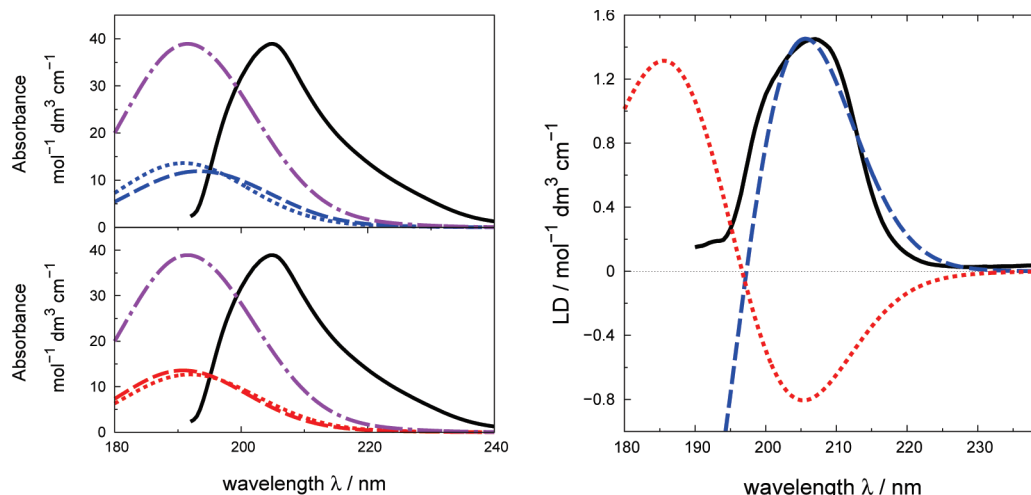 40
30
20
10
0
Absorbance
mol⁻¹ dm³ cm⁻¹
40
30
20
10
0
180 200 220 240
Absorbance
mol⁻¹ dm³ cm⁻¹
wavelength λ / nm
1.6
1.2
0.8
0.4
0
−0.4
−0.8
180 190 200 210 220 230
LD / mol⁻¹ dm³ cm⁻¹
wavelength λ / nm